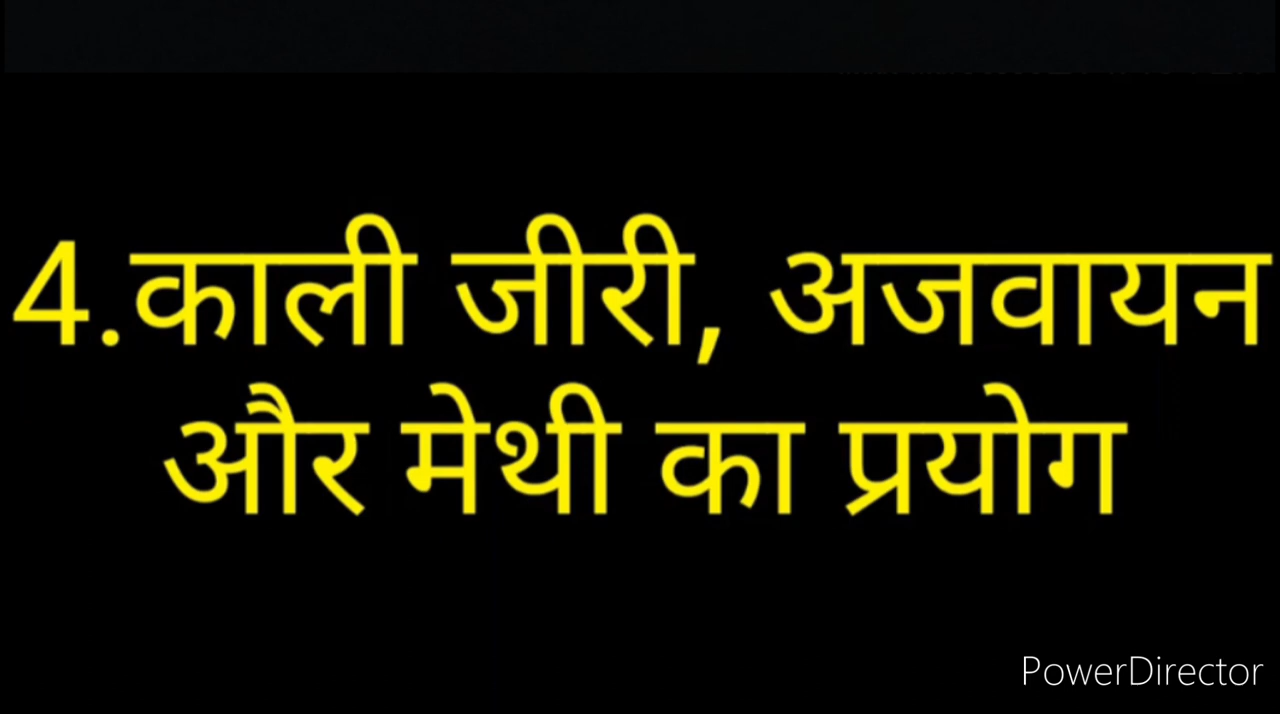 4.काली जीरी, अजवायन
और मेथी का प्रयोग
PowerDirector